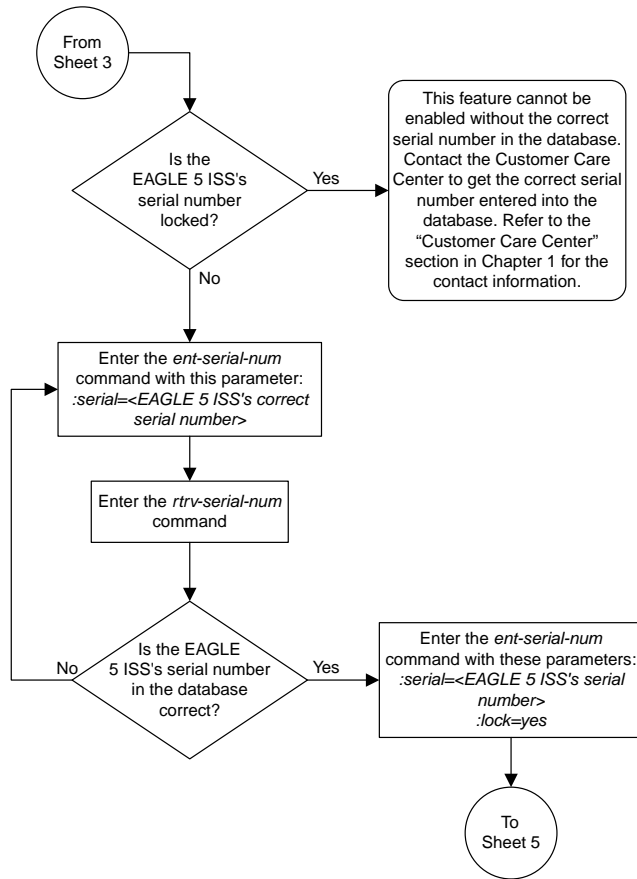 From
Sheet 3
Is the
EAGLE 5 ISS's
serial number
locked?
Yes
This feature cannot be
enabled without the correct
serial number in the database.
Contact the Customer Care
Center to get the correct serial
number entered into the
database. Refer to the
“Customer Care Center”
section in Chapter 1 for the
contact information.
No
Enter the ent-serial-num
command with this parameter:
:serial=<EAGLE 5 ISS's correct
serial number>
Enter the rtrv-serial-num
command
Is the EAGLE
5 ISS's serial number
in the database
correct?
No
Yes
Enter the ent-serial-num
command with these parameters:
:serial=<EAGLE 5 ISS's serial
number>
:lock=yes
To
Sheet 5